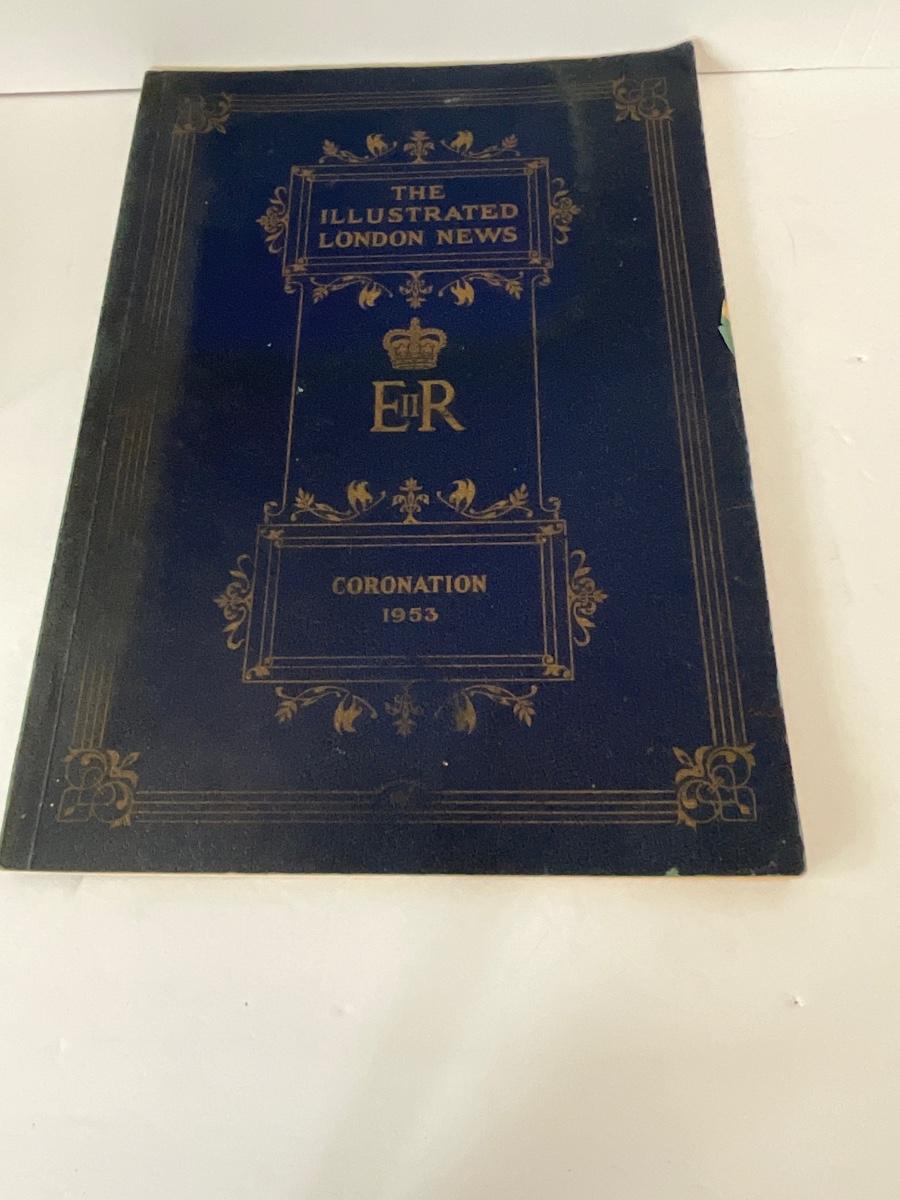 THE
ILLUSTRATED
LONDON NEWS
EIIR
CORONATION
1953